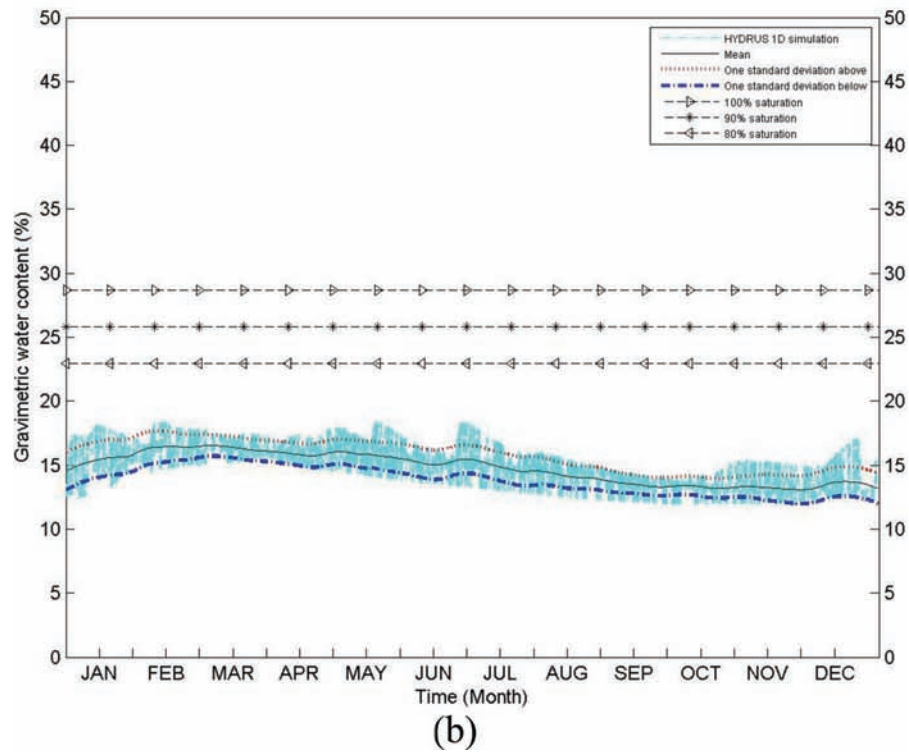 50
45
40
35
30
25
20
15
10
5
0
Gravimetric water content (%)
HYDRUS 1D simulation
Mean
One standard deviation above
One standard deviation below
100% saturation
90% saturation
80% saturation
50
45
40
35
30
25
20
15
10
5
0
JAN FEB MAR APR MAY JUN JUL AUG SEP OCT NOV DEC
Time (Month)
(b)